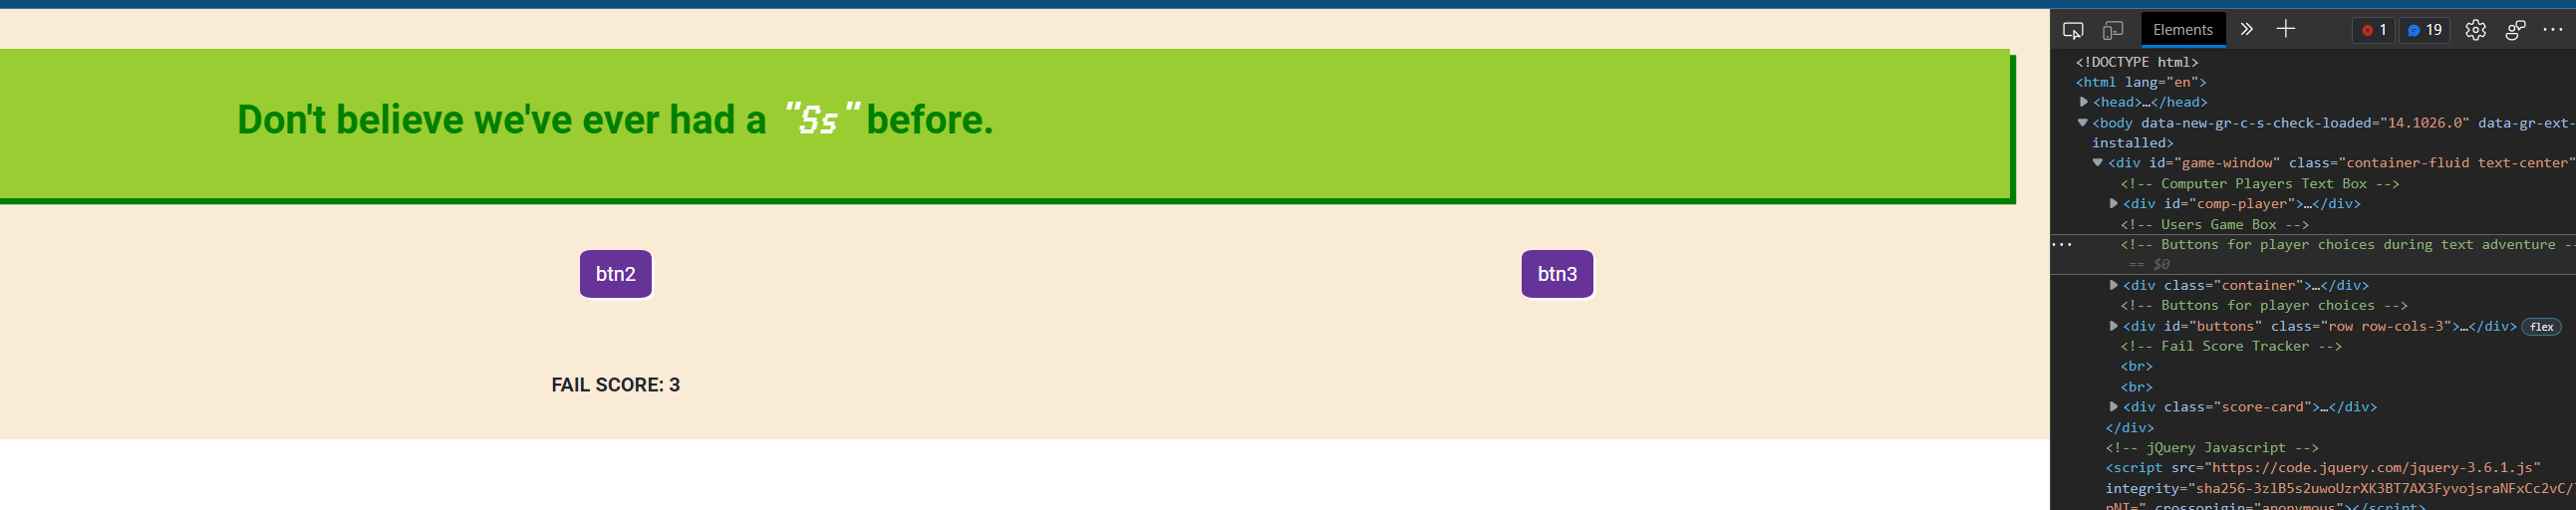 Don't believe we've ever had a "Ss" before.
btn2 btn3
FAIL SCORE: 3
Elements 1 19
<!DOCTYPE html>
<html lang="en">
<head>…</head>
<body data-new-gr-c-s-check-loaded="14.1026.0" data-gr-ext-
installed>
<div id="game-window" class="container-fluid text-center"
<!-- Computer Players Text Box -->
<div id="comp-player">…</div>
<!-- Users Game Box -->
<!-- Buttons for player choices during text adventure --
== $0
<div class="container">…</div>
<!-- Buttons for player choices -->
<div id="buttons" class="row row-cols-3">…</div> flex
<!-- Fail Score Tracker -->
<br>
<br>
<div class="score-card">…</div>
</div>
<!-- jQuery Javascript -->
<script src="https://code.jquery.com/jquery-3.6.1.js"
integrity="sha256-3zlB5s2uwoUzrXK3BT7AX3FyvojsraNFxCc2vC/
pNI=" crossorigin="anonymous"></script>